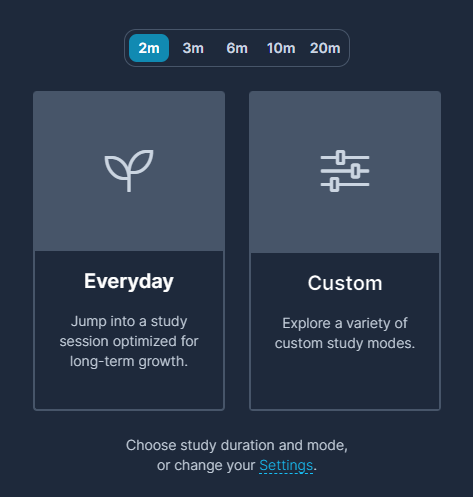 2m 3m 6m 10m 20m
Everyday
Jump into a study
session optimized for
long-term growth.
Custom
Explore a variety of
custom study modes.
Choose study duration and mode,
or change your Settings.